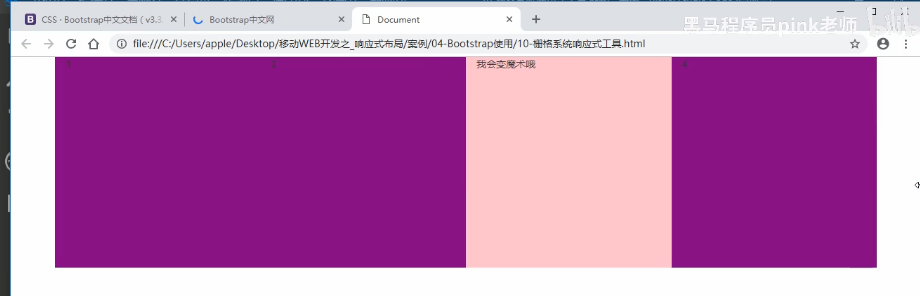 CSS · Bootstrap中文文档（v3.3.
Bootstrap中文网
Document
黑马程序员pink老师
file:///C:/Users/apple/Desktop/移动WEB开发之_响应式布局/案例/04-Bootstrap使用/10-栅格系统响应式工具.html
2
我会变魔术哦